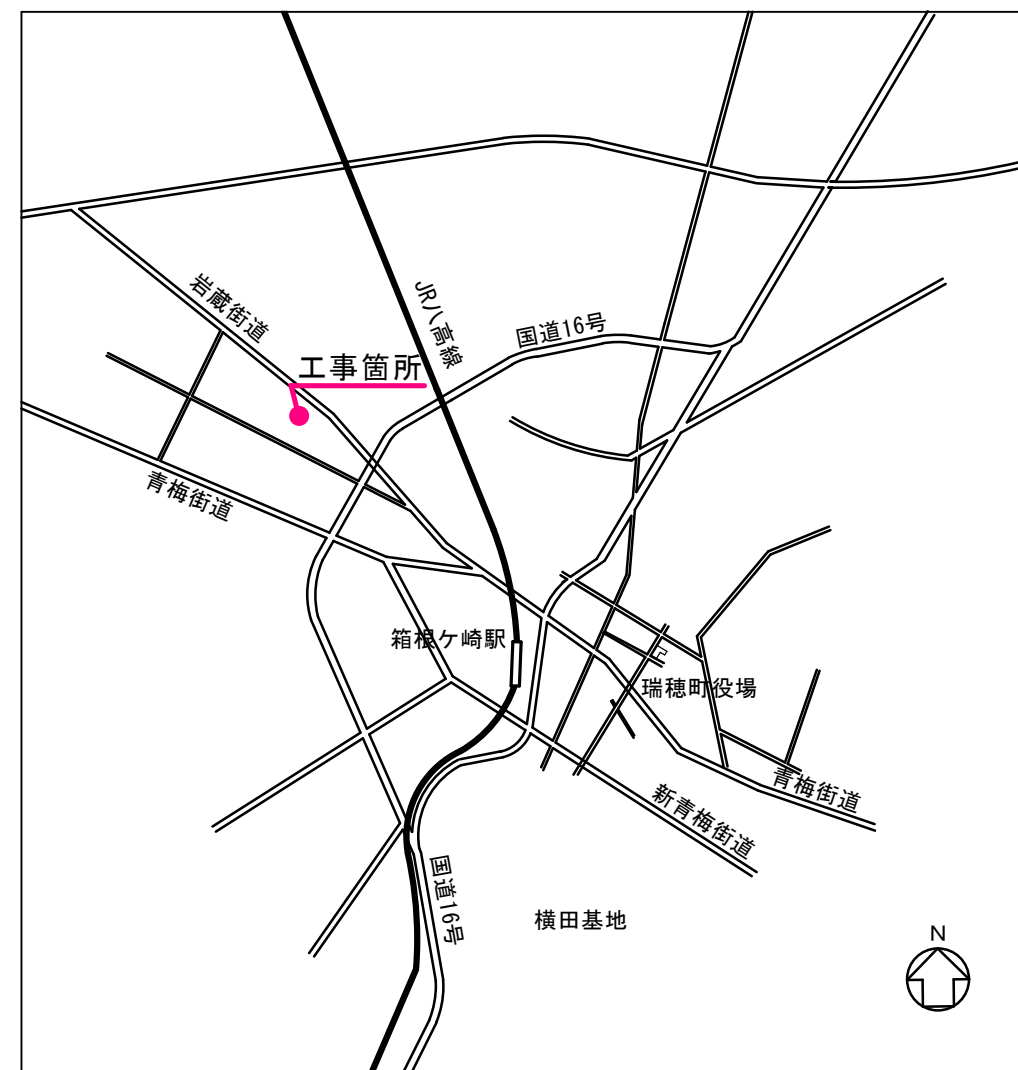 岩蔵街道
JR八高線
国道16号
工事箇所
青梅街道
箱根ケ崎駅
瑞穂町役場
青梅街道
新青梅街道
国道16号
横田基地
N